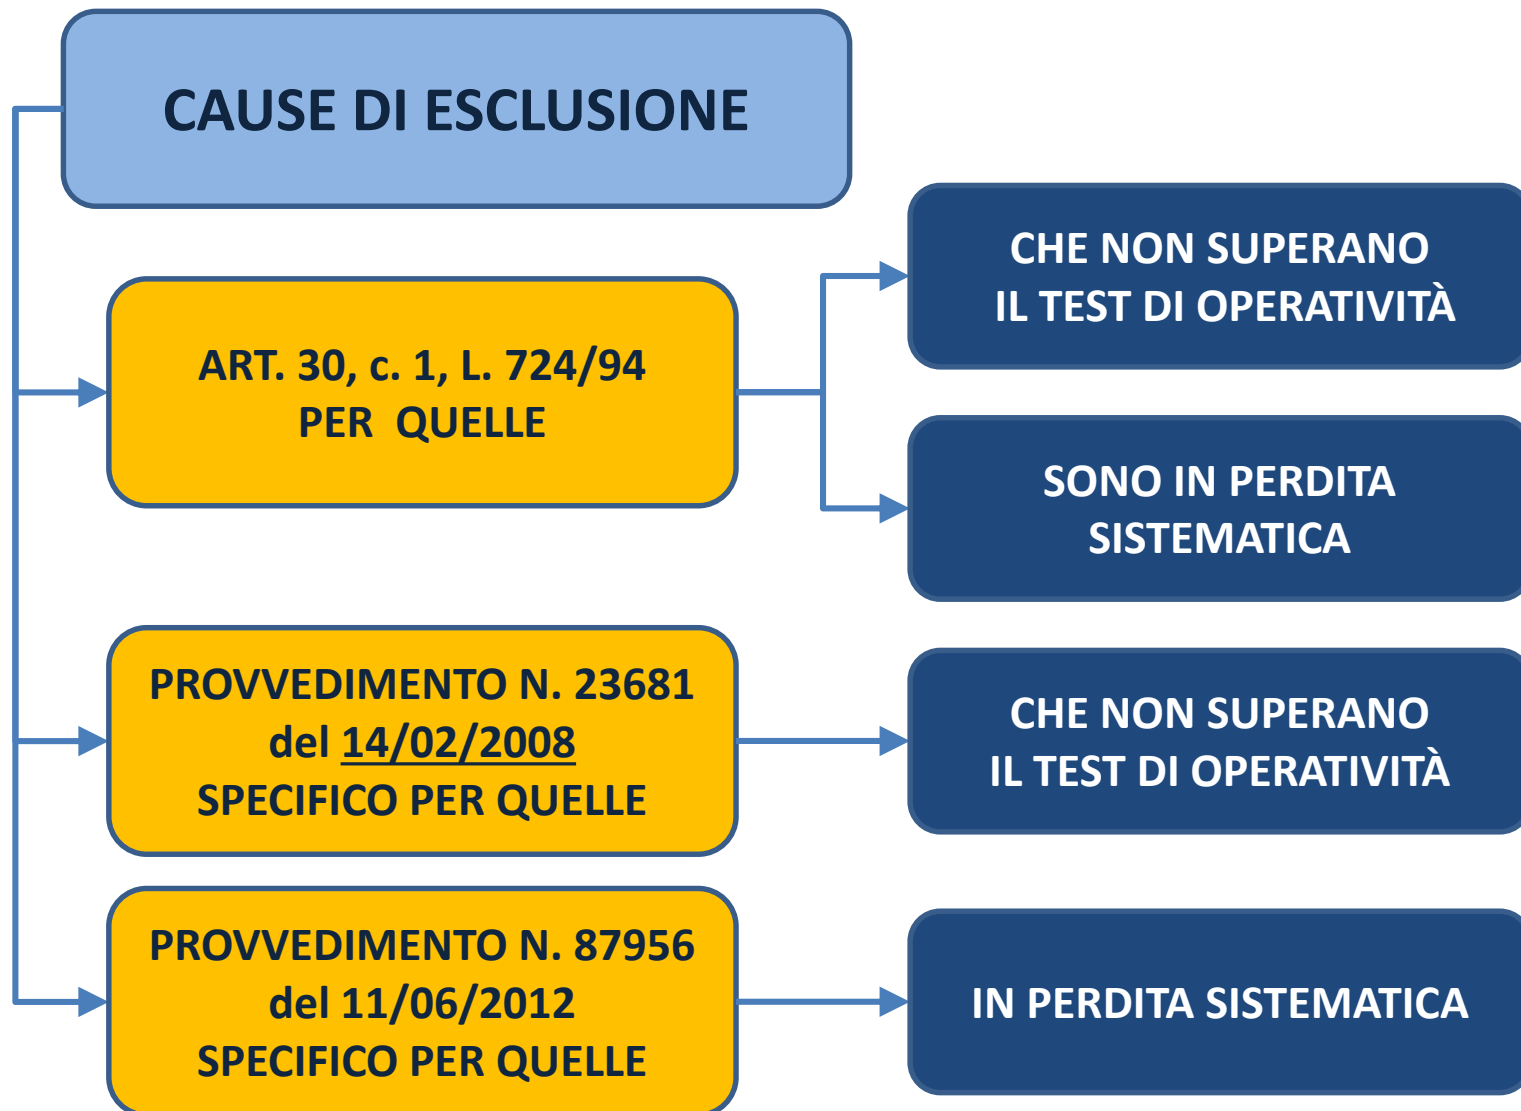 CAUSE DI ESCLUSIONE
ART. 30, c. 1, L. 724/94
PER QUELLE
CHE NON SUPERANO
IL TEST DI OPERATIVITÀ
SONO IN PERDITA
SISTEMATICA
PROVVEDIMENTO N. 23681
del 14/02/2008
SPECIFICO PER QUELLE
CHE NON SUPERANO
IL TEST DI OPERATIVITÀ
PROVVEDIMENTO N. 87956
del 11/06/2012
SPECIFICO PER QUELLE
IN PERDITA SISTEMATICA